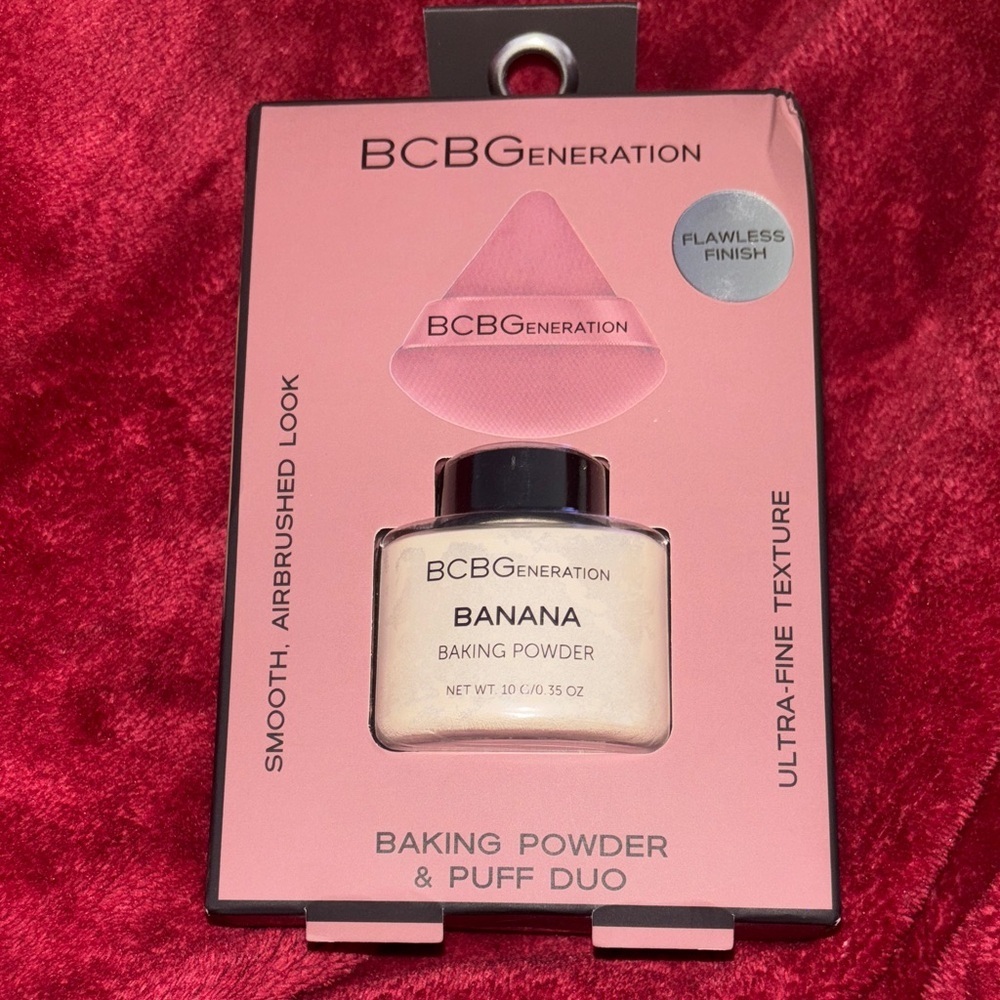 BCBGENERATION
FLAWLESS
FINISH
BCBGENERATION
SMOOTH, AIRBRUSHED LOOK
ULTRA-FINE TEXTURE
BCBGENERATION
BANANA
BAKING POWDER
NET WT. 10 G/0.35 OZ
BAKING POWDER
& PUFF DUO